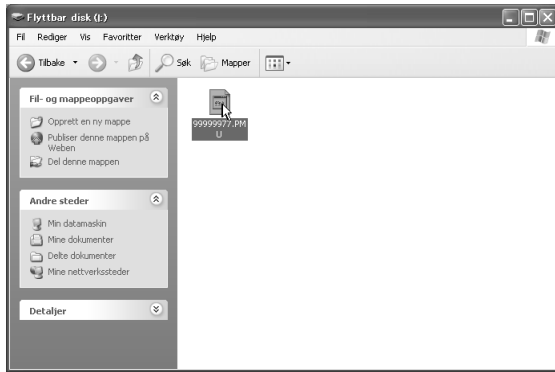 Flyttbar disk (J:)
Fil Rediger Vis Favoritter Verktøy Hjelp
Tilbake Søk Mapper
Fil- og mappeoppgaver
Opprett en ny mappe
Publiser denne mappen på
Weben
Del denne mappen
Andre steder
Min datamaskin
Mine dokumenter
Delte dokumenter
Mine nettverkssteder
Detaljer
99999977.PM
U